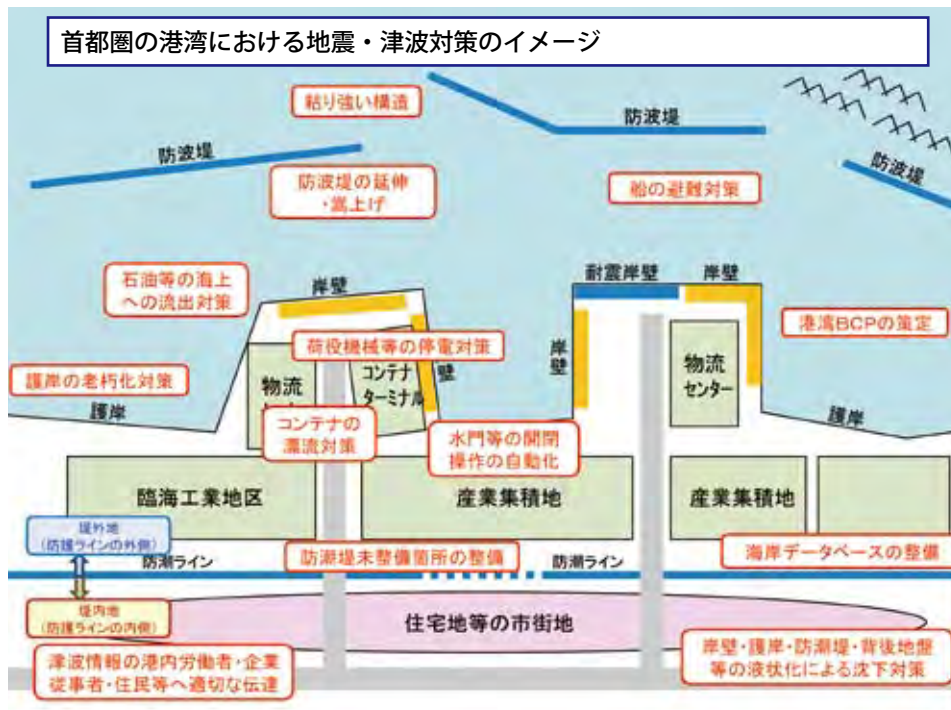 首都圏の港湾における地震・津波対策のイメージ
粘り強い構造
防波堤
防波堤
防波堤
防波堤の延伸
・嵩上げ
船の避難対策
石油等の海上
への流出対策
岸壁
耐震岸壁
岸壁
港湾BCPの策定
荷役機械等の停電対策
岸壁
護岸の老朽化対策
物流
コンテナ
ターミナル
壁
物流
センター
護岸
護岸
コンテナの
漂流対策
水門等の開閉
操作の自動化
臨海工業地区
産業集積地
産業集積地
堤外地
(防護ラインの外側)
防潮ライン
防潮堤未整備箇所の整備
防潮ライン
海岸データベースの整備
堤内地
(防護ラインの内側)
住宅地等の市街地
津波情報の港内労働者・企業
従事者・住民等へ適切な伝達
岸壁・護岸・防潮堤・背後地盤
等の液状化による沈下対策